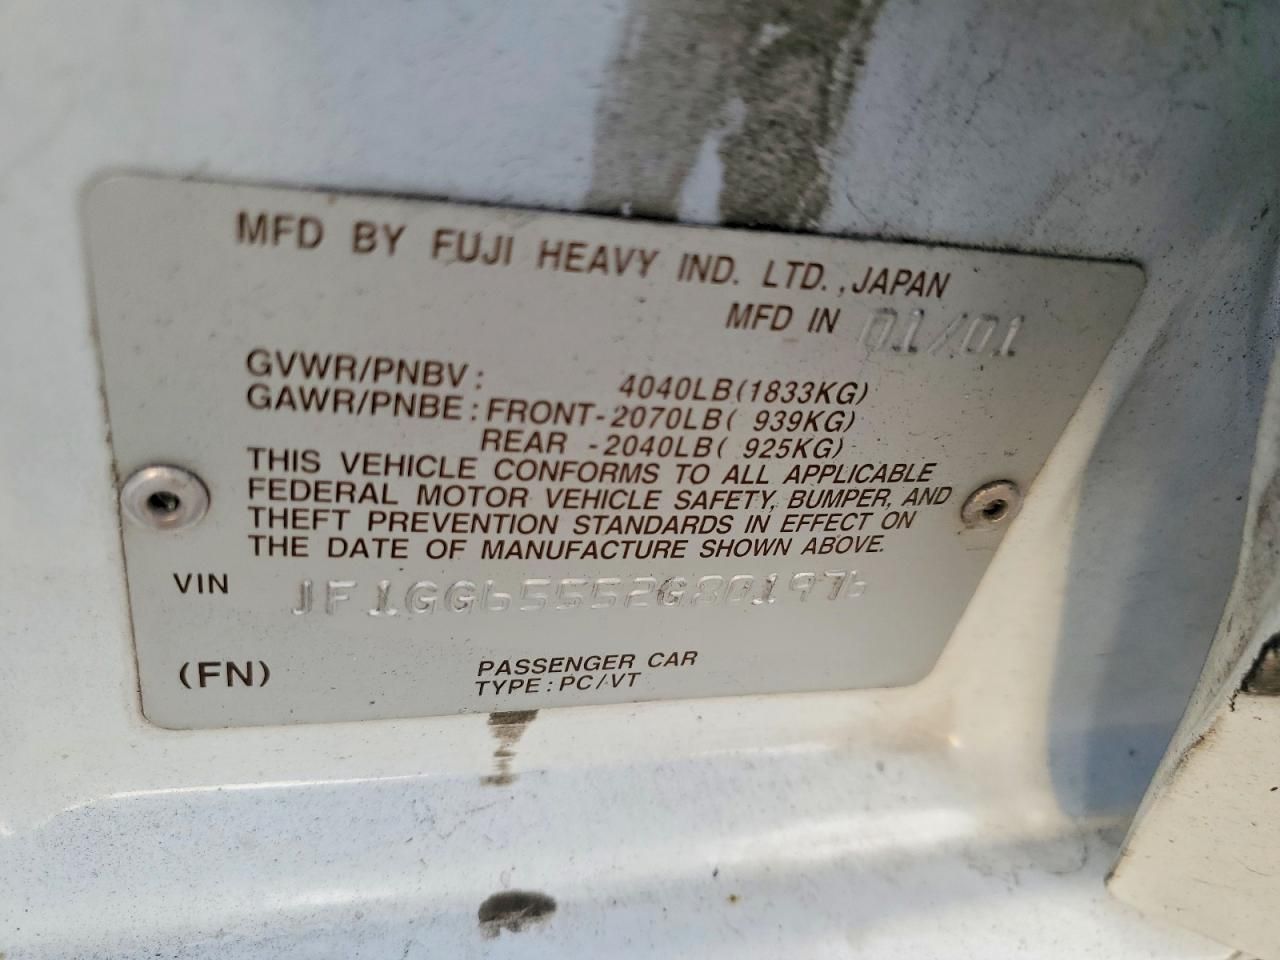 MFD BY FUJI HEAVY IND. LTD., JAPAN
MFD IN 01/01
GVWR/PNBV: 4040LB(1833KG)
GAWR/PNBE: FRONT-2070LB( 939KG)
REAR -2040LB( 925KG)
THIS VEHICLE CONFORMS TO ALL APPLICABLE
FEDERAL MOTOR VEHICLE SAFETY, BUMPER, AND
THEFT PREVENTION STANDARDS IN EFFECT ON
THE DATE OF MANUFACTURE SHOWN ABOVE.
VIN JF1GG65552G801976
(FN) PASSENGER CAR
TYPE: PC/VT